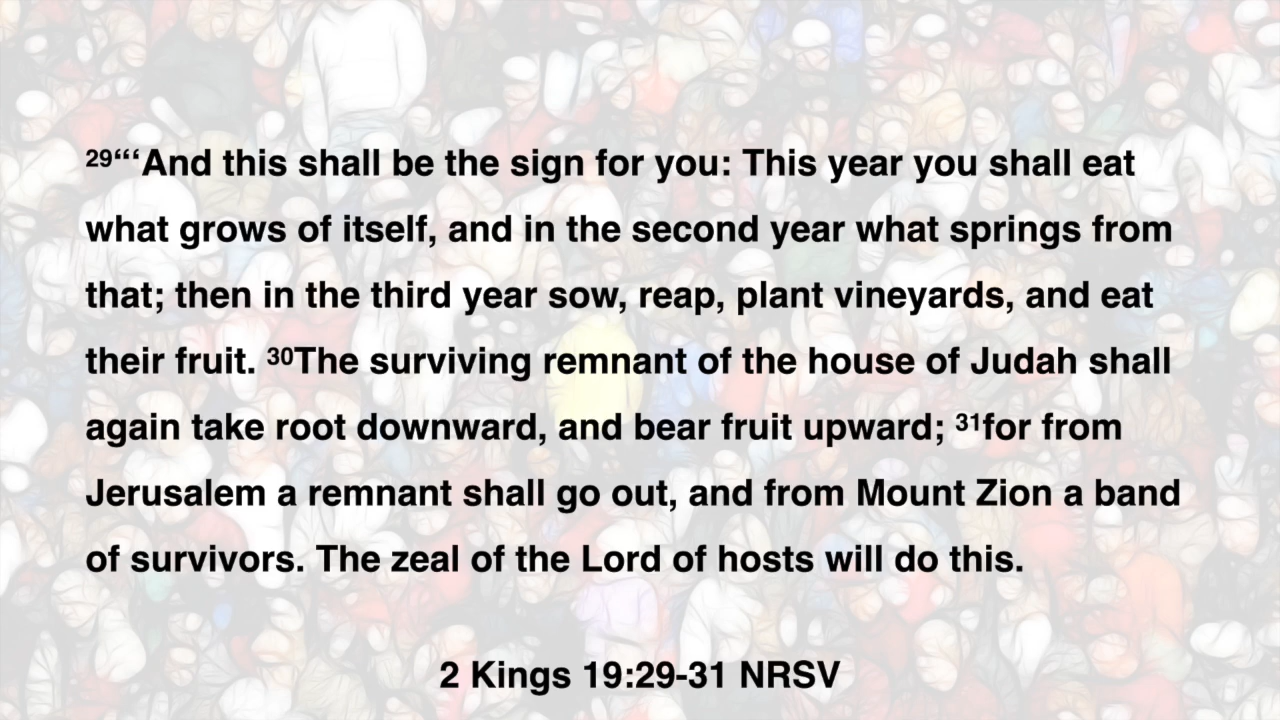 ²⁹“‘“And this shall be the sign for you: This year you shall eat
what grows of itself, and in the second year what springs from
that; then in the third year sow, reap, plant vineyards, and eat
their fruit. ³⁰The surviving remnant of the house of Judah shall
again take root downward, and bear fruit upward; ³¹for from
Jerusalem a remnant shall go out, and from Mount Zion a band
of survivors. The zeal of the Lord of hosts will do this.
2 Kings 19:29-31 NRSV